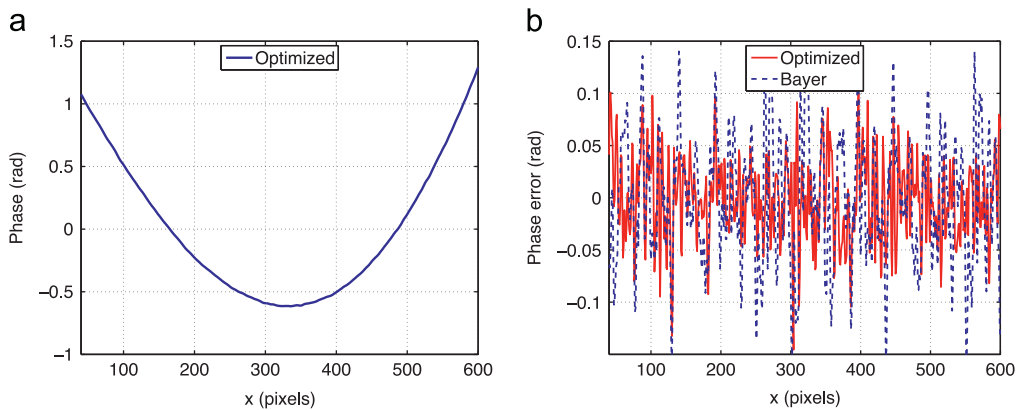 a
1.5
1
0.5
0
−0.5
−1
100 200 300 400 500 600
x (pixels)
Phase (rad)
Optimized
b
0.15
0.1
0.05
0
−0.05
−0.1
100 200 300 400 500 600
x (pixels)
Phase error (rad)
Optimized
Bayer